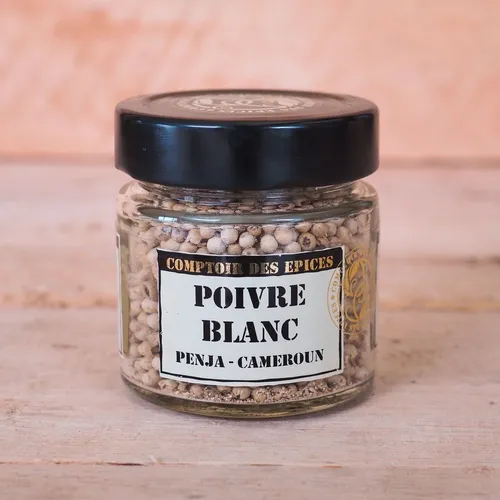 COMPTOIR DES EPICES
POIVRE
BLANC
PENJA - CAMEROUN